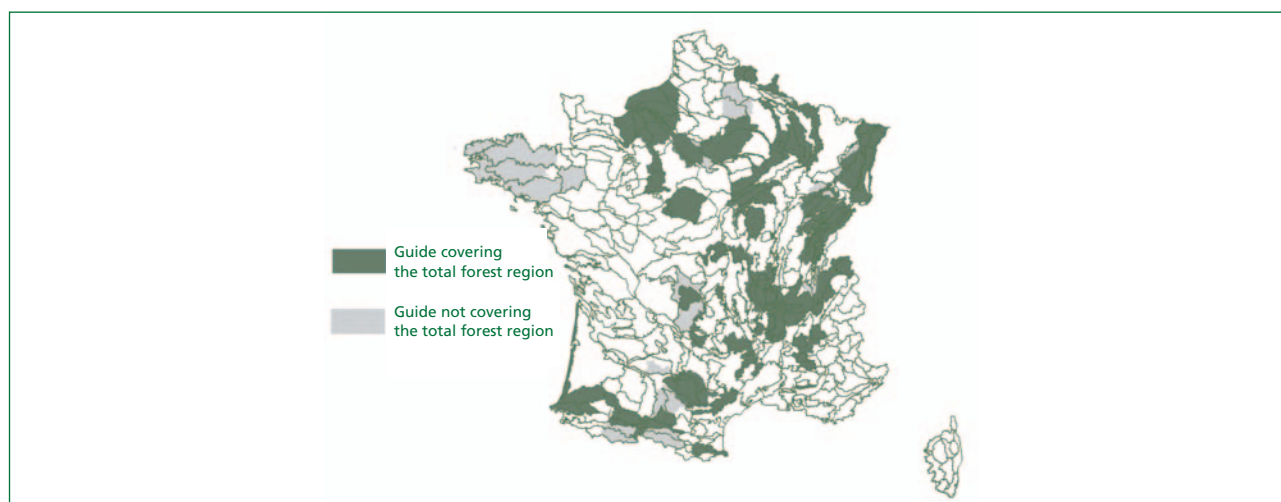 Guide covering
the total forest region
Guide not covering
the total forest region